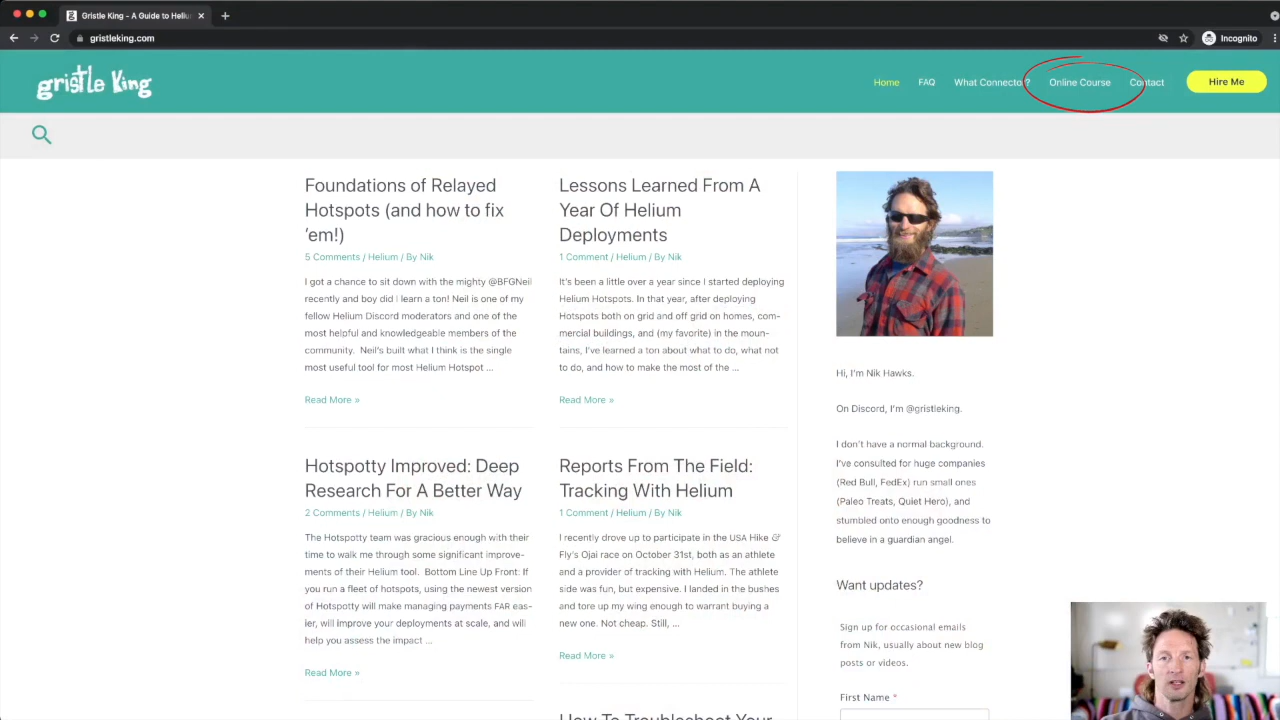 Gristle King - A Guide to Helium
gristleking.com
Incognito
gristle King
Home
FAQ
What Connector?
Online Course
Contact
Hire Me
Foundations of Relayed
Hotspots (and how to fix
'em!)
5 Comments / Helium / By Nik
I got a chance to sit down with the mighty @BFGNeil
recently and boy did I learn a ton! Neil is one of my
fellow Helium Discord moderators and one of the
most helpful and knowledgeable members of the
community.  Neil's built what I think is the single
most useful tool for most Helium Hotspot ...
Read More »
Lessons Learned From A
Year Of Helium
Deployments
1 Comment / Helium / By Nik
It's been a little over a year since I started deploying
Helium Hotspots. In that year, after deploying
Hotspots both on grid and off grid on homes, com-
mercial buildings, and (my favorite) in the moun-
tains, I've learned a ton about what to do, what not
to do, and how to make the most of the ...
Read More »
Hotspotty Improved: Deep
Research For A Better Way
2 Comments / Helium / By Nik
The Hotspotty team was gracious enough with their
time to walk me through some significant improve-
ments of their Helium tool.  Bottom Line Up Front: If
you run a fleet of hotspots, using the newest version
of Hotspotty will make managing payments FAR eas-
ier, will improve your deployments at scale, and will
help you assess the impact ...
Read More »
Reports From The Field:
Tracking With Helium
1 Comment / Helium / By Nik
I recently drove up to participate in the USA Hike &
Fly's Ojai race on October 31st, both as an athlete
and a provider of tracking with Helium. The athlete
side was fun, but expensive. I landed in the bushes
and tore up my wing enough to warrant buying a
new one. Not cheap. Still, ...
Read More »
How To Troubleshoot Your
Hi, I'm Nik Hawks.
On Discord, I'm @gristleking.
I don't have a normal background.
I've consulted for huge companies
(Red Bull, FedEx) run small ones
(Paleo Treats, Quiet Hero), and
stumbled onto enough goodness to
believe in a guardian angel.
Want updates?
Sign up for occasional emails
from Nik, usually about new blog
posts or videos.
First Name *